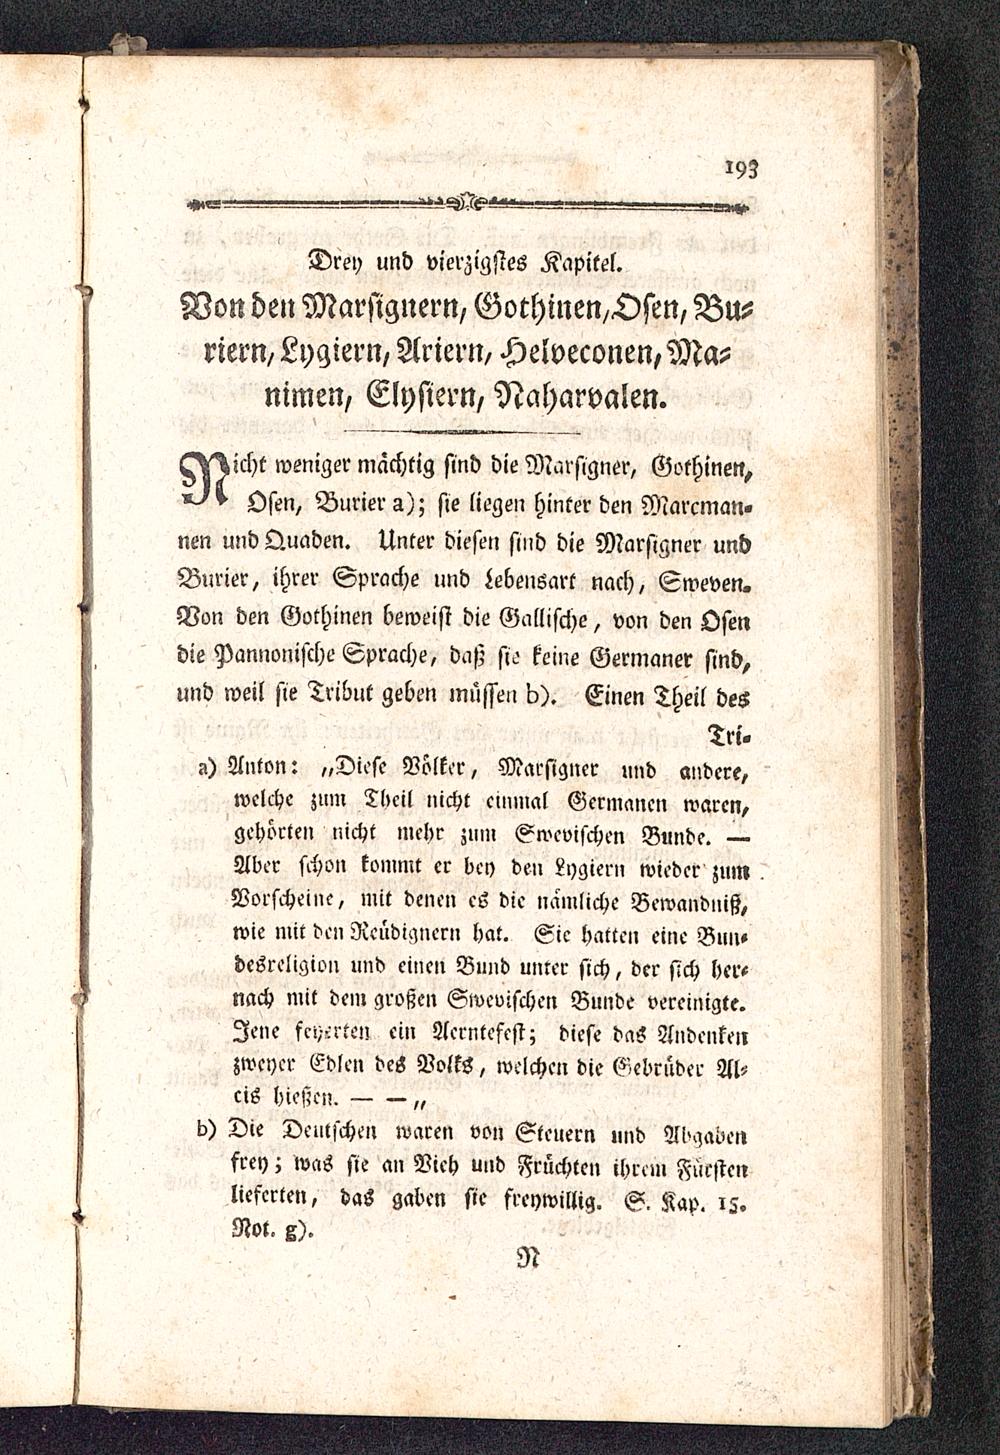 193
Drey und vierzigstes Kapitel.
Von den Marsignern, Gothinen, Osen, Bu-
riern, Lygiern, Ariern, Helveconen, Ma-
nimen, Elysiern, Naharvalen.
Nicht weniger mächtig sind die Marsigner, Gothinen,
Osen, Burier a); sie liegen hinter den Marcman-
nen und Quaden. Unter diesen sind die Marsigner und
Burier, ihrer Sprache und Lebensart nach, Sweven.
Von den Gothinen beweist die Gallische, von den Osen
die Pannonische Sprache, daß sie keine Germaner sind,
und weil sie Tribut geben müssen b). Einen Theil des
Tri-
a) Anton: „Diese Völker, Marsigner und andere,
welche zum Theil nicht einmal Germanen waren,
gehörten nicht mehr zum Swevischen Bunde. —
Aber schon kommt er bey den Lygiern wieder zum
Vorscheine, mit denen es die nämliche Bewandniß,
wie mit den Reüdignern hat. Sie hatten eine Bun-
desreligion und einen Bund unter sich, der sich her-
nach mit dem großen Swevischen Bunde vereinigte.
Jene feyerten ein Aerntefest; diese das Andenken
zweyer Edlen des Volks, welchen die Gebrüder Al-
cis hießen. — — „
b) Die Deutschen waren von Steuern und Abgaben
frey; was sie an Vieh und Früchten ihrem Fürsten
lieferten, das gaben sie freywillig. S. Kap. 15.
Not. g).
N